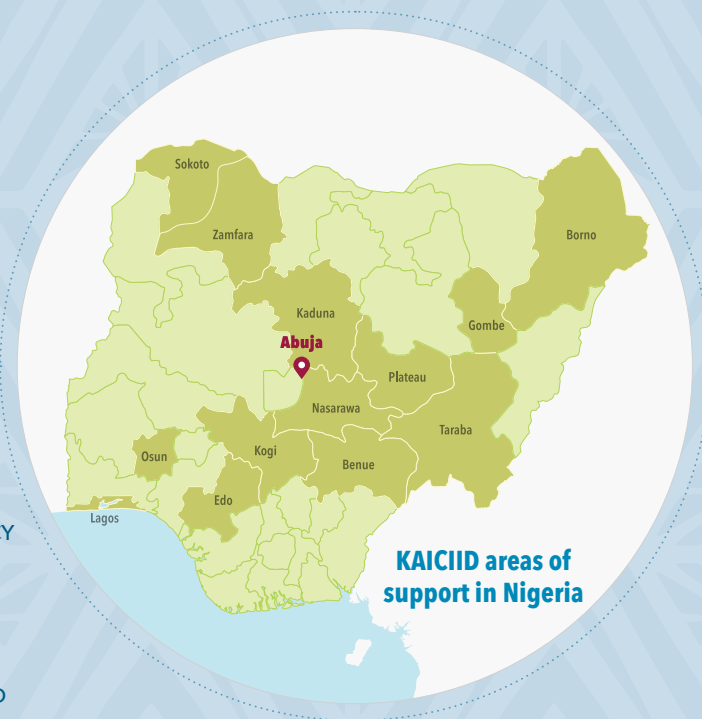 Sokoto
Zamfara
Borno
Kaduna
Gombe
Abuja
Plateau
Nasarawa
Taraba
Kogi
Osun
Benue
Edo
Lagos
KAICIID areas of
support in Nigeria